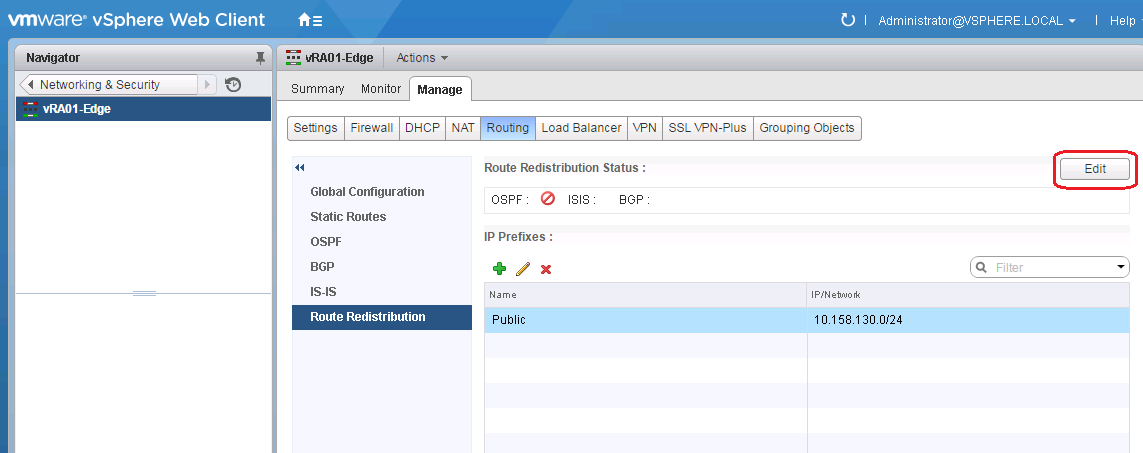 vmware® vSphere Web Client
Administrator@VSPHERE.LOCAL
Help
Navigator
Networking & Security
vRA01-Edge
vRA01-Edge
Actions
Summary Monitor Manage
Settings Firewall DHCP NAT Routing Load Balancer VPN SSL VPN-Plus Grouping Objects
Global Configuration
Static Routes
OSPF
BGP
IS-IS
Route Redistribution
Route Redistribution Status :
Edit
OSPF : ISIS : BGP :
IP Prefixes :
Filter
Name IP/Network
Public 10.158.130.0/24